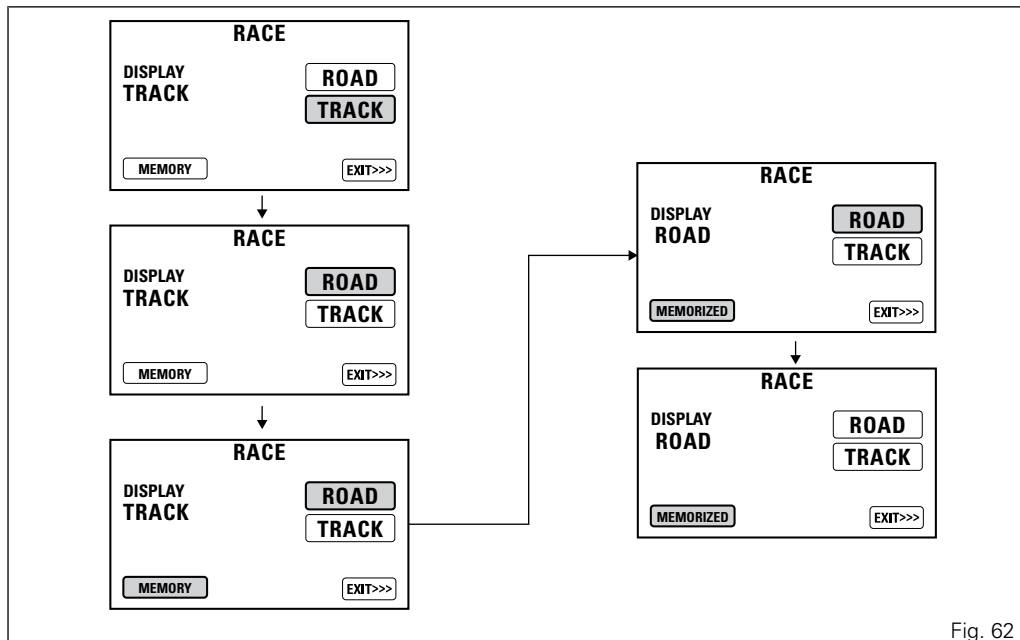 RACE
DISPLAY
TRACK
ROAD
TRACK
MEMORY
EXIT>>>
RACE
DISPLAY
TRACK
ROAD
TRACK
MEMORY
EXIT>>>
RACE
DISPLAY
TRACK
ROAD
TRACK
MEMORY
EXIT>>>
RACE
DISPLAY
ROAD
ROAD
TRACK
MEMORIZED
EXIT>>>
RACE
DISPLAY
ROAD
ROAD
TRACK
MEMORIZED
EXIT>>>
Fig. 62